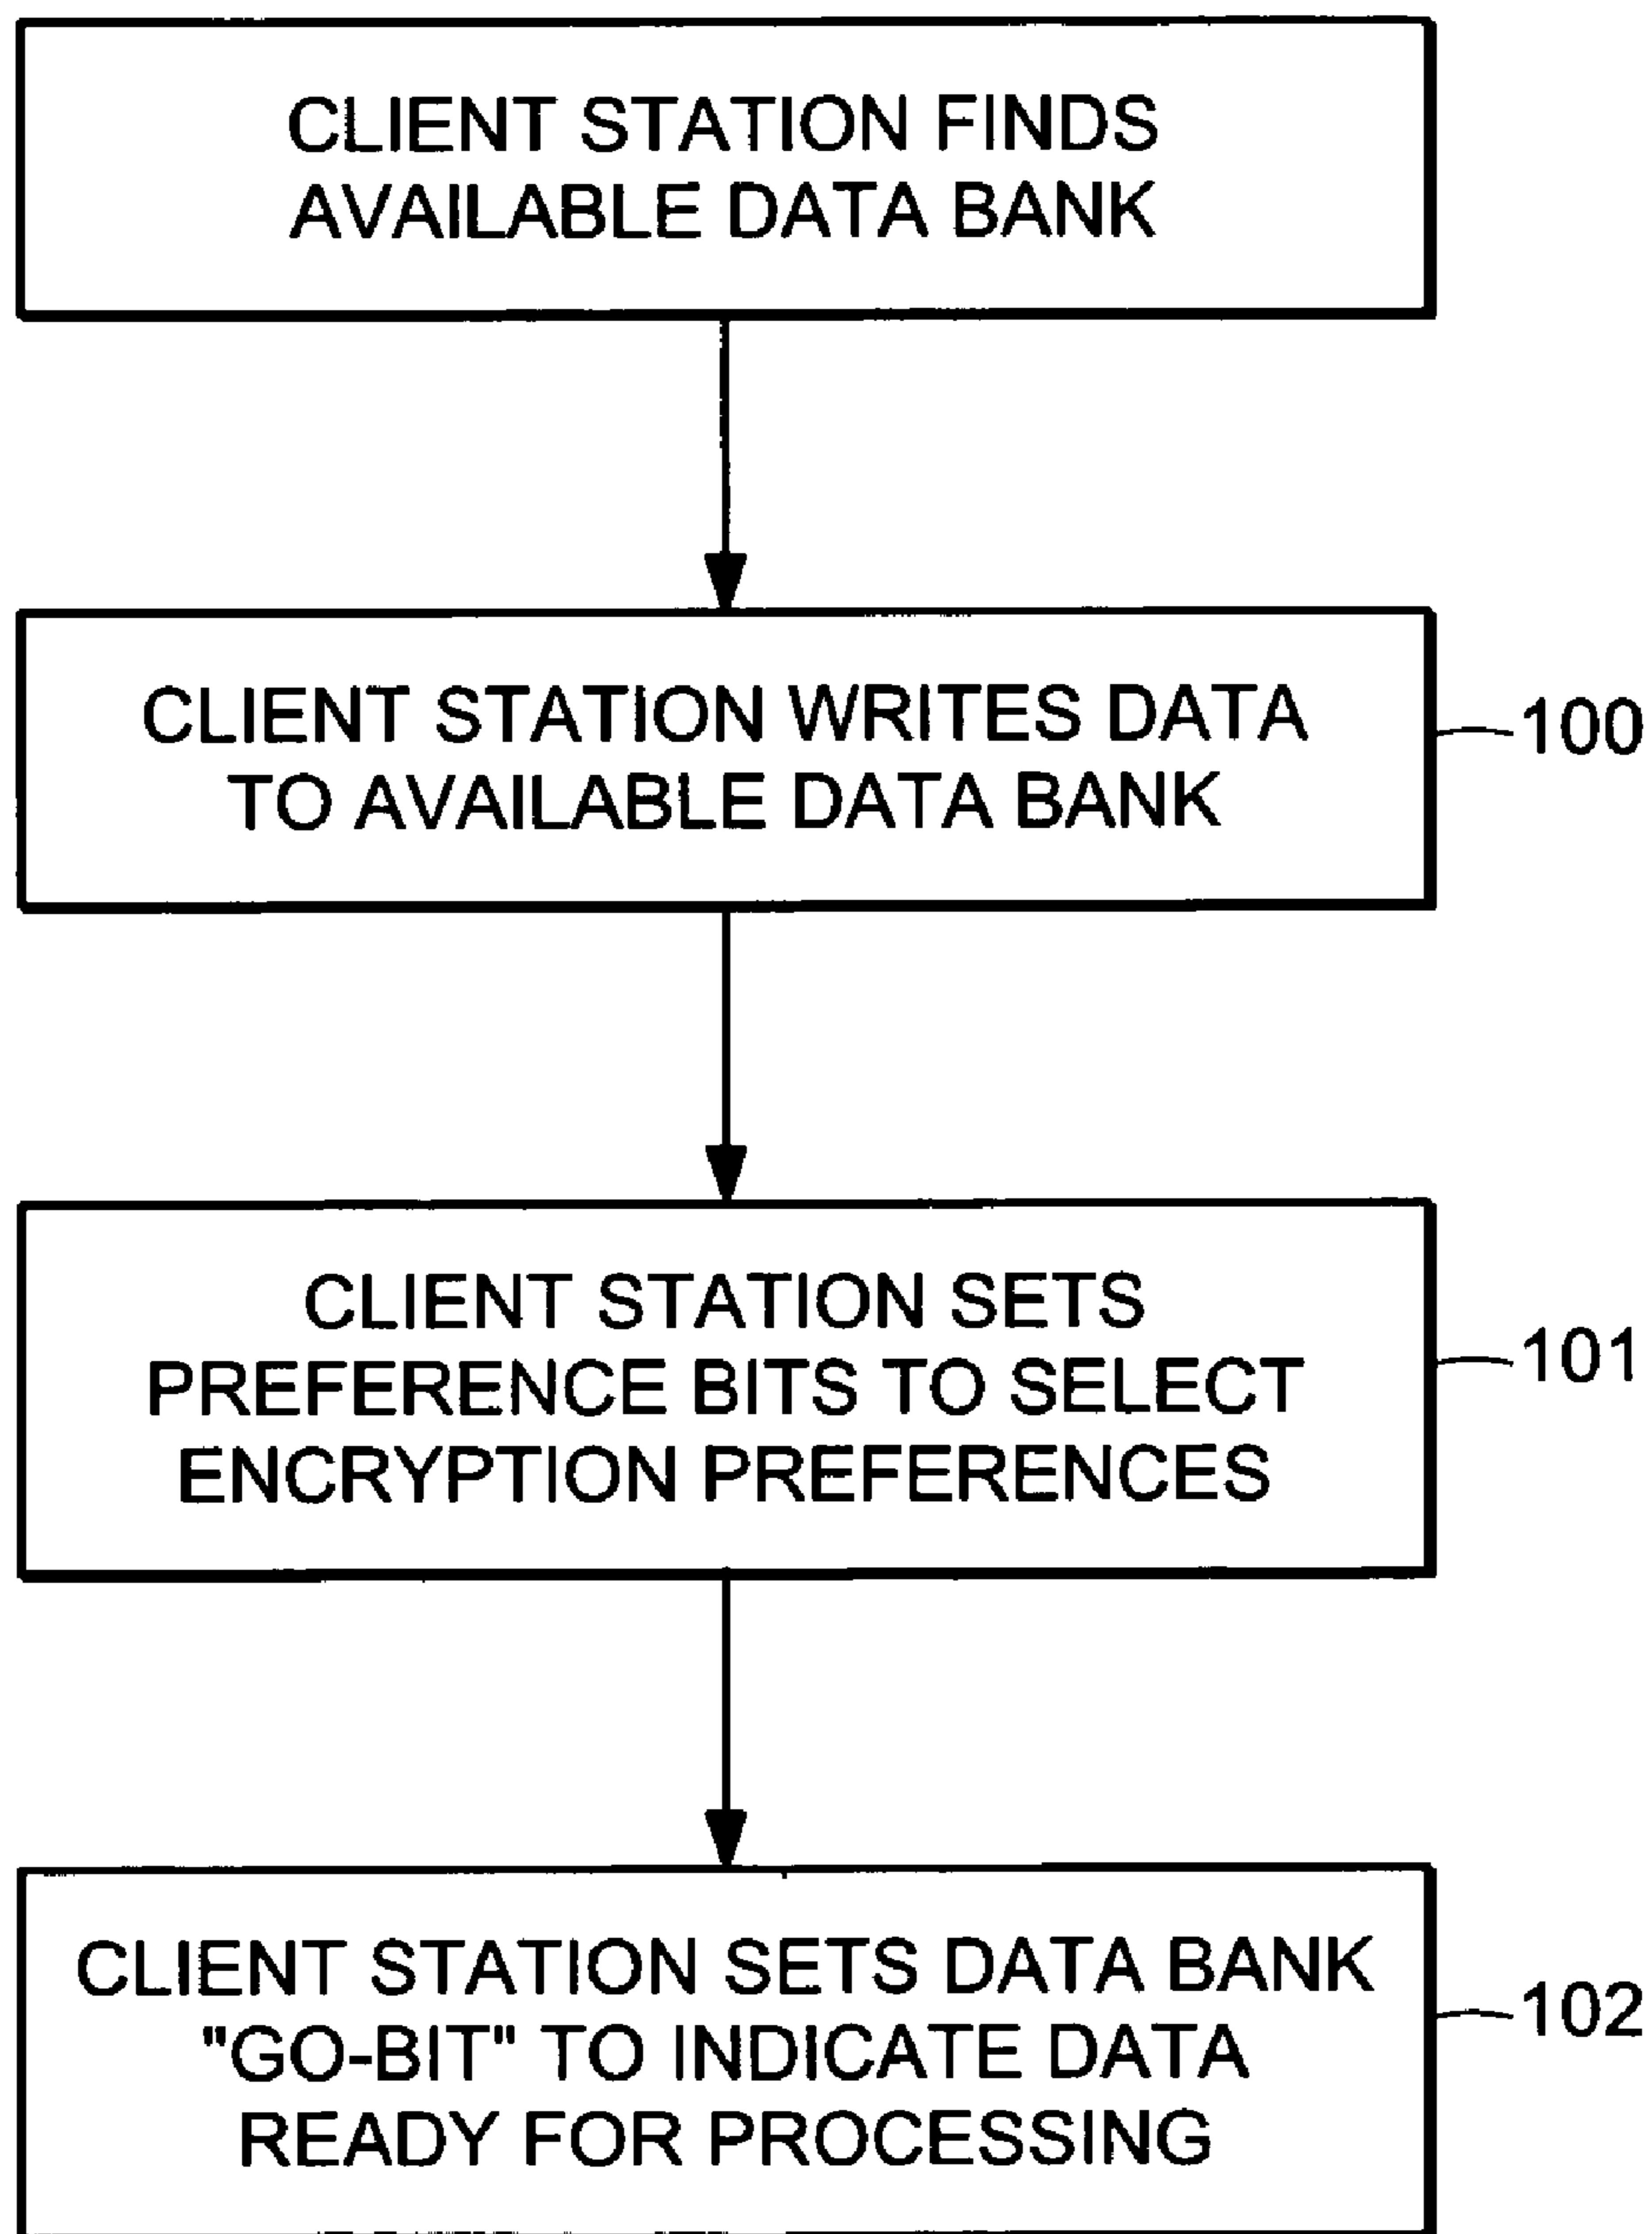 CLIENT STATION FINDS
AVAILABLE DATA BANK
CLIENT STATION WRITES DATA
TO AVAILABLE DATA BANK
100
CLIENT STATION SETS
PREFERENCE BITS TO SELECT
ENCRYPTION PREFERENCES
101
CLIENT STATION SETS DATA BANK
"GO-BIT" TO INDICATE DATA
READY FOR PROCESSING
102